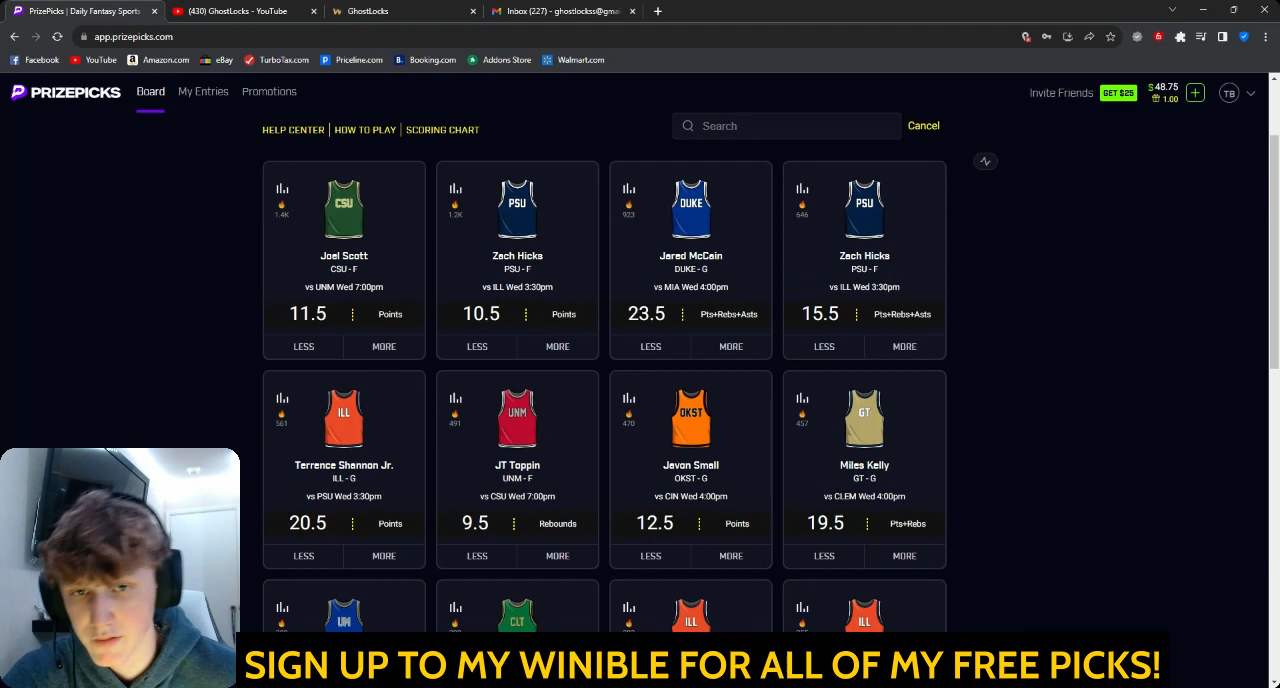 PrizePicks | Daily Fantasy Sports
(430) GhostLocks - YouTube
GhostLocks
Inbox (227) - ghostlockss@gma
app.prizepicks.com
Facebook
YouTube
Amazon.com
eBay
TurboTax.com
Priceline.com
Booking.com
Addons Store
Walmart.com
PRIZEPICKS
Board
My Entries
Promotions
Invite Friends
GET $25
$48.75
1.00
TB
HELP CENTER | HOW TO PLAY | SCORING CHART
Search
Cancel
1.4K
CSU
Joel Scott
CSU - F
vs UNM Wed 7:00pm
11.5 Points
LESS MORE
1.2K
PSU
Zach Hicks
PSU - F
vs ILL Wed 3:30pm
10.5 Points
LESS MORE
923
DUKE
Jared McCain
DUKE - G
vs MIA Wed 4:00pm
23.5 Pts+Rebs+Asts
LESS MORE
646
PSU
Zach Hicks
PSU - F
vs ILL Wed 3:30pm
15.5 Pts+Rebs+Asts
LESS MORE
561
ILL
Terrence Shannon Jr.
ILL - G
vs PSU Wed 3:30pm
20.5 Points
LESS MORE
491
UNM
JT Toppin
UNM - F
vs CSU Wed 7:00pm
9.5 Rebounds
LESS MORE
470
OKST
Javon Small
OKST - G
vs CIN Wed 4:00pm
12.5 Points
LESS MORE
457
GT
Miles Kelly
GT - G
vs CLEM Wed 4:00pm
19.5 Pts+Rebs
LESS MORE
UM
CLT
ILL
ILL
SIGN UP TO MY WINIBLE FOR ALL OF MY FREE PICKS!